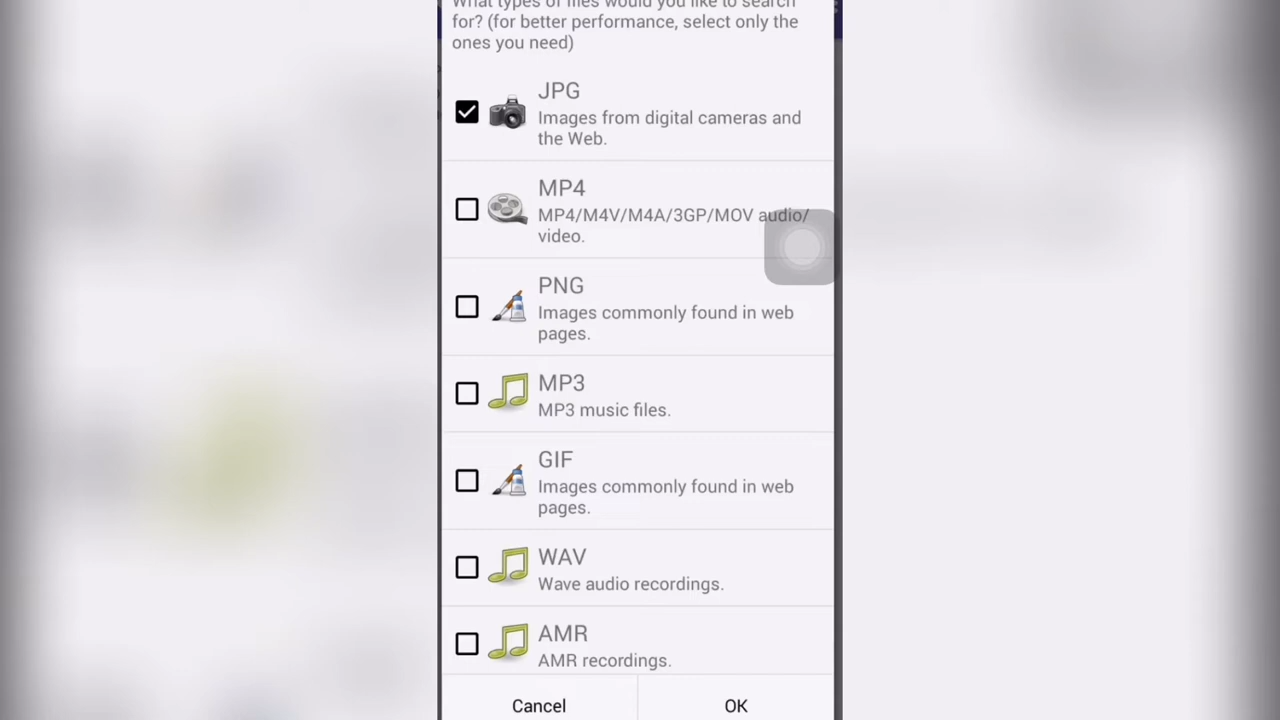 What types of files would you like to search
for? (for better performance, select only the
ones you need)
JPG
Images from digital cameras and
the Web.
MP4
MP4/M4V/M4A/3GP/MOV audio/
video.
PNG
Images commonly found in web
pages.
MP3
MP3 music files.
GIF
Images commonly found in web
pages.
WAV
Wave audio recordings.
AMR
AMR recordings.
Cancel
OK